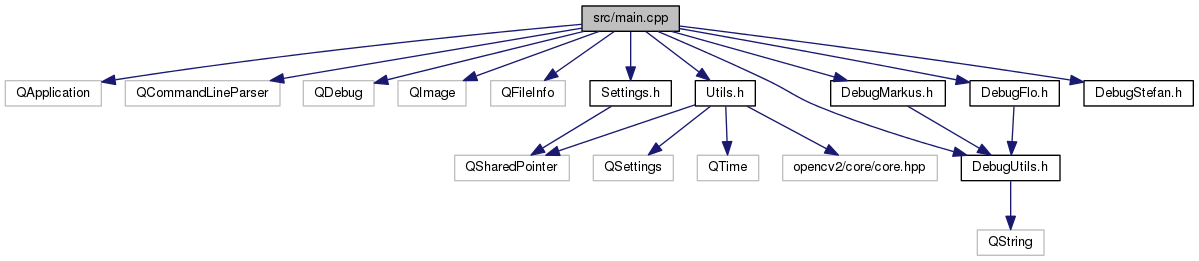 src/main.cpp
QApplication
QCommandLineParser
QDebug
QImage
QFileInfo
Settings.h
Utils.h
DebugMarkus.h
DebugFlo.h
DebugStefan.h
QSharedPointer
QSettings
QTime
opencv2/core/core.hpp
DebugUtils.h
QString